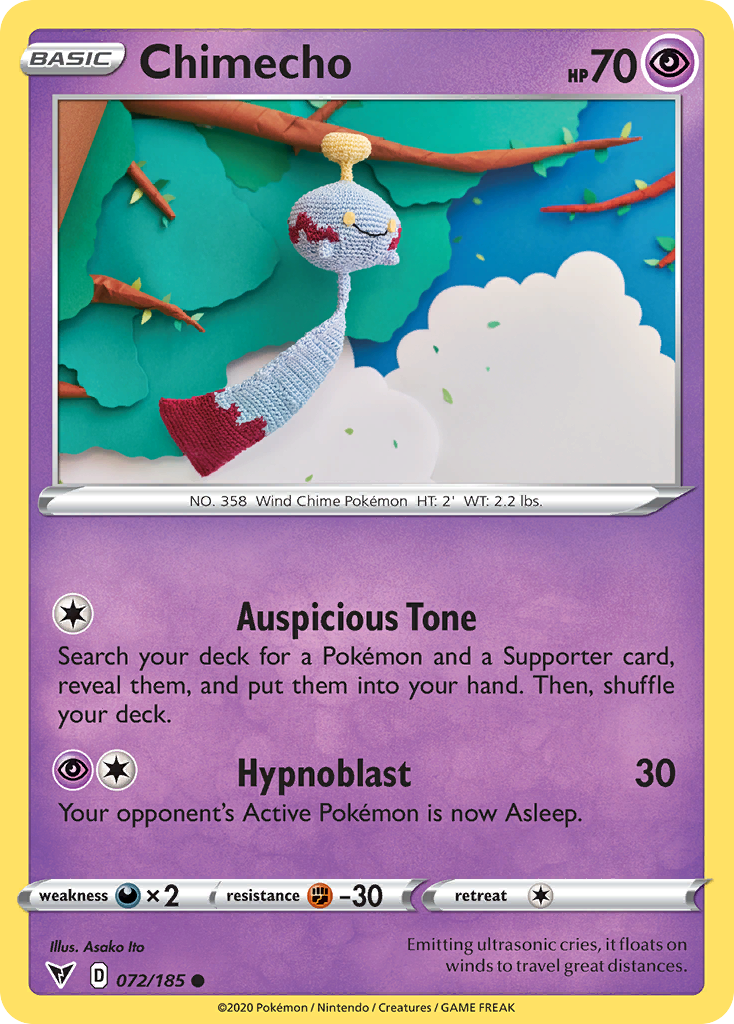 BASIC Chimecho HP70
NO. 358 Wind Chime Pokémon HT: 2' WT: 2.2 lbs.
Auspicious Tone
Search your deck for a Pokémon and a Supporter card,
reveal them, and put them into your hand. Then, shuffle
your deck.
Hypnoblast 30
Your opponent's Active Pokémon is now Asleep.
weakness ×2 resistance -30 retreat
Illus. Asako Ito
Emitting ultrasonic cries, it floats on
winds to travel great distances.
D 072/185
©2020 Pokémon / Nintendo / Creatures / GAME FREAK